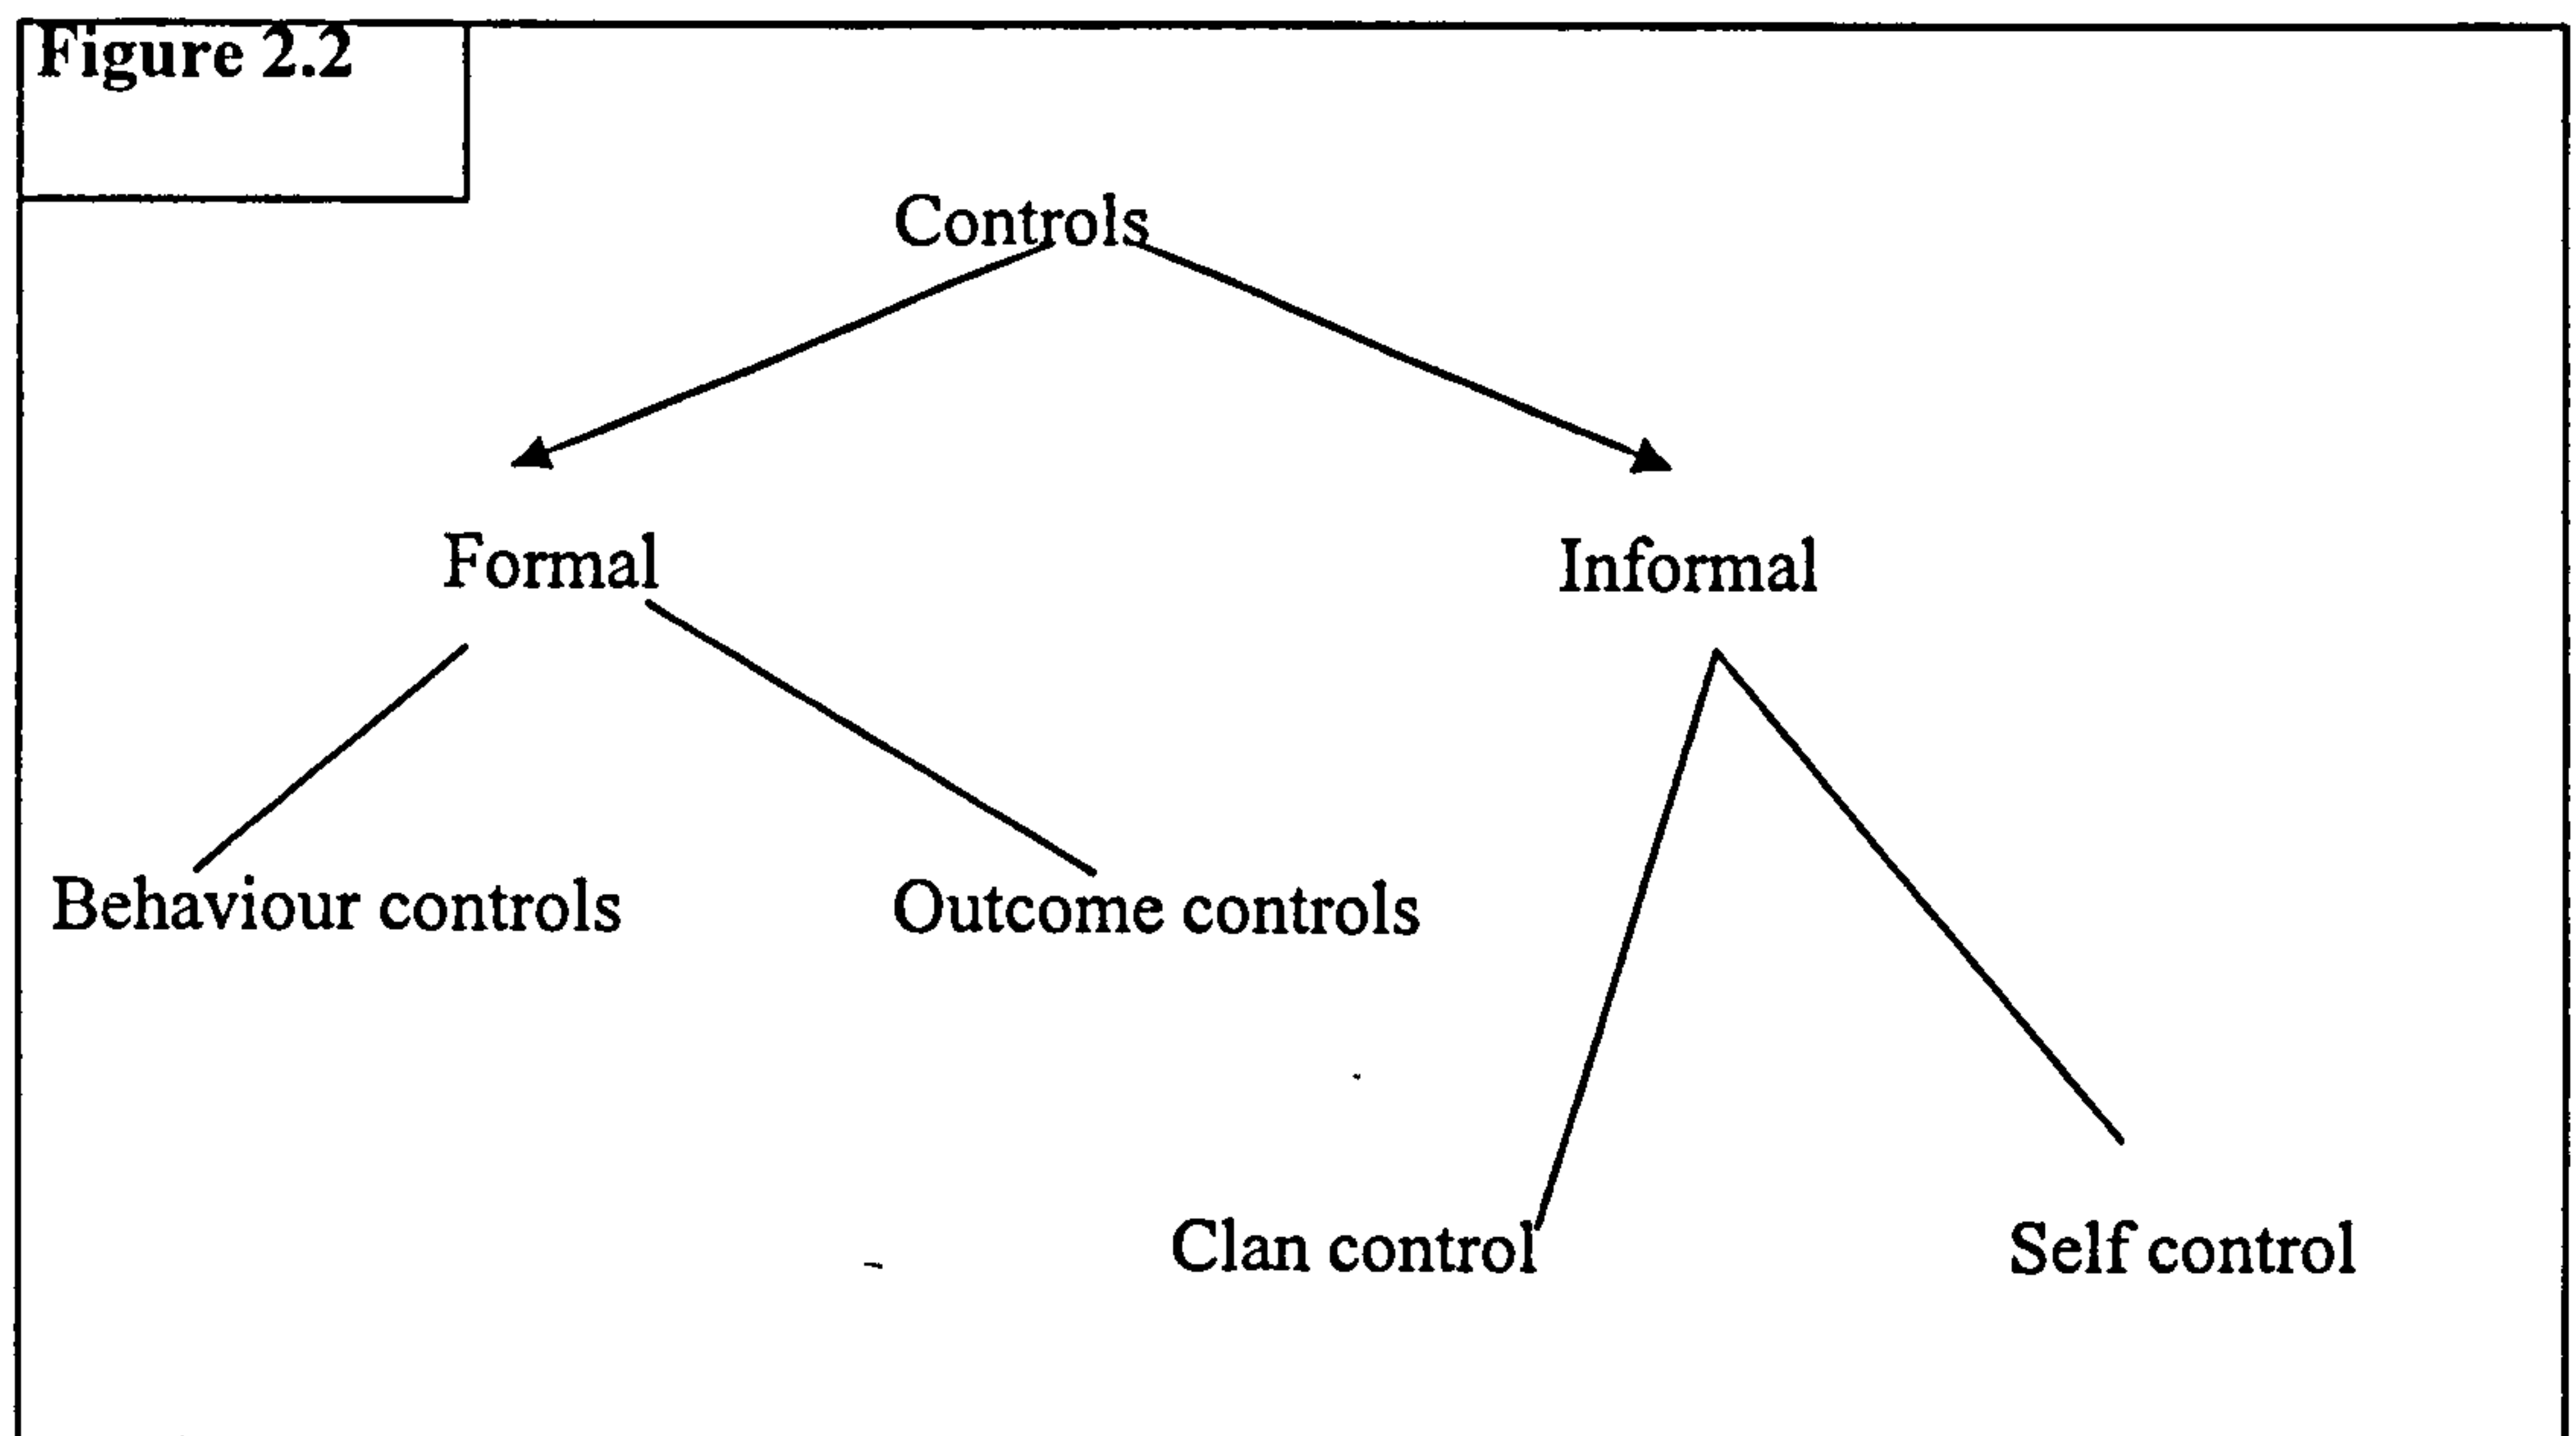 Figure 2.2
Controls
Formal
Informal
Behaviour controls
Outcome controls
Clan control
Self control